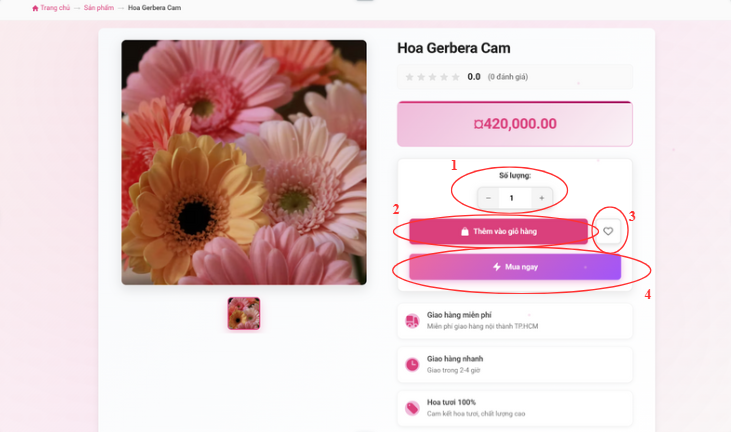 Trang chủ → Sản phẩm → Hoa Gerbera Cam
Hoa Gerbera Cam
0.0 (0 đánh giá)
¤420,000.00
1
Số lượng:
− 1 +
2
Thêm vào giỏ hàng
3
Mua ngay
4
Giao hàng miễn phí
Miễn phí giao hàng nội thành TP.HCM
Giao hàng nhanh
Giao trong 2-4 giờ
Hoa tươi 100%
Cam kết hoa tươi, chất lượng cao